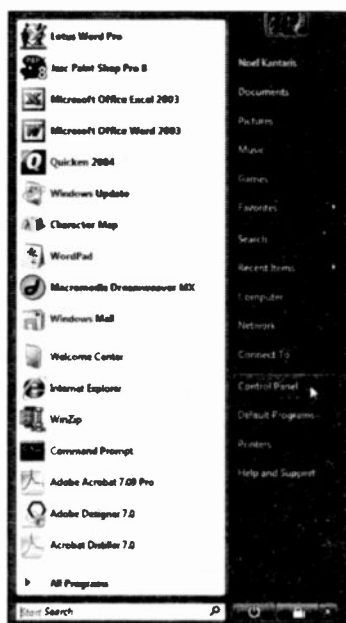 Lotus Word Pro
Jasc Paint Shop Pro 8
Microsoft Office Excel 2003
Microsoft Office Word 2003
Quicken 2004
Windows Update
Character Map
WordPad
Macromedia Dreamweaver MX
Windows Mail
Welcome Center
Internet Explorer
WinZip
Command Prompt
Adobe Acrobat 7.09 Pro
Adobe Designer 7.0
Acrobat Distiller 7.0
All Programs
Start Search
Noel Kantaris
Documents
Pictures
Music
Games
Favorites
Search
Recent Items
Computer
Network
Connect To
Control Panel
Default Programs
Printers
Help and Support